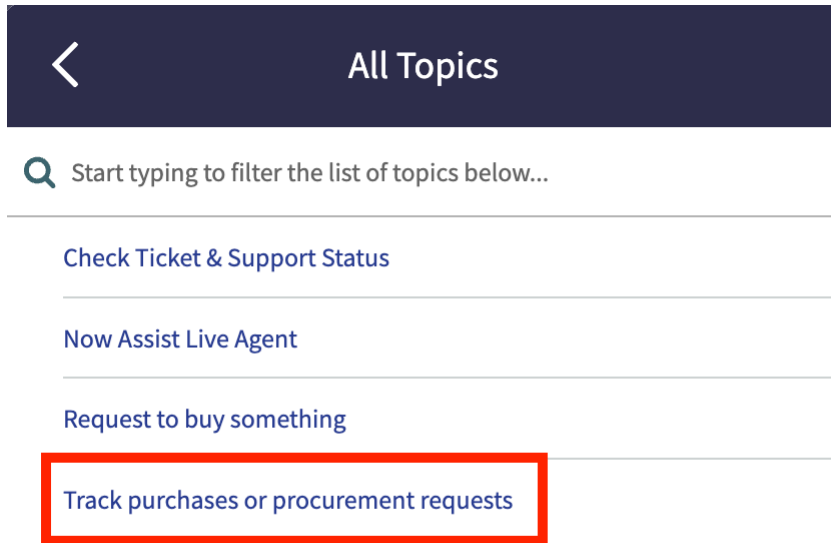 All Topics
Start typing to filter the list of topics below...
Check Ticket & Support Status
Now Assist Live Agent
Request to buy something
Track purchases or procurement requests